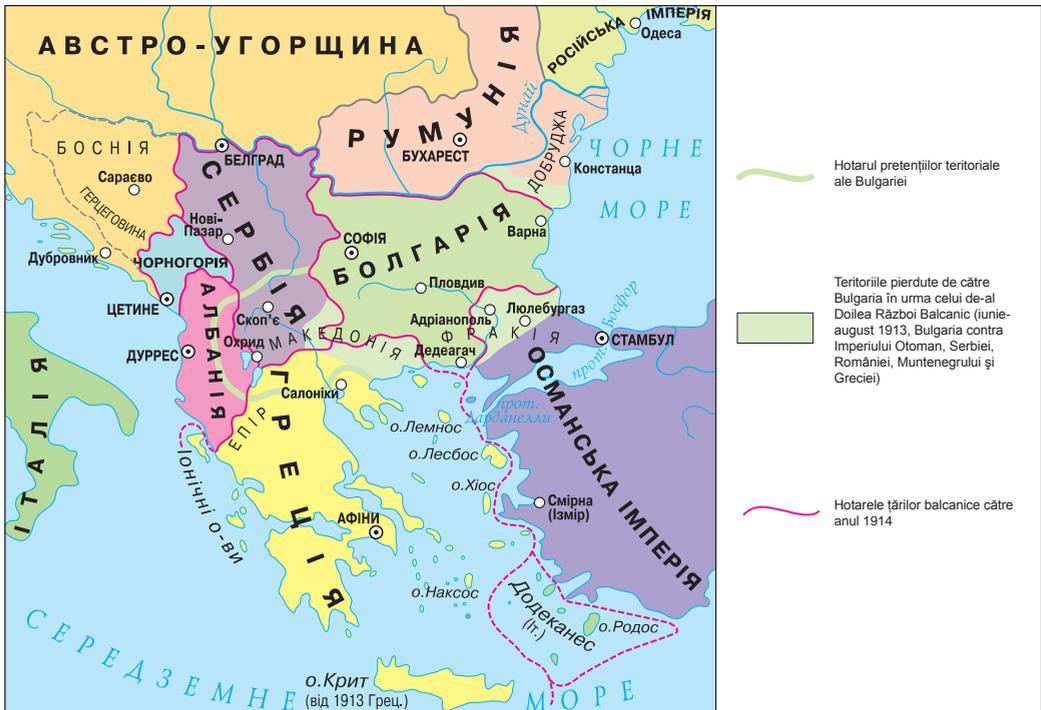 АВСТРО-УГОРЩИНА
РУМУНІЯ
РОСІЙСЬКА
ІМПЕРІЯ
Одеса
Дунай
БОСНІЯ
Сараєво
ГЕРЦЕГОВИНА
БЕЛГРАД
БУХАРЕСТ
ДОБРУДЖА
Констанца
ЧОРНЕ
МОРЕ
СЕРБІЯ
Нові-
Пазар
Дубровник
ЧОРНОГОРІЯ
ЦЕТИНЕ
СОФІЯ
БОЛГАРІЯ
Варна
Пловдив
Адріанополь
Люлебургаз
прот. Босфор
СТАМБУЛ
АЛБАНІЯ
Скоп'є
Охрид
МАКЕДОНІЯ
ФРАКІЯ
Дедеагач
ДУРРЕС
ІТАЛІЯ
Салоніки
ЕПІР
ГРЕЦІЯ
прот.
Дарданелли
ОСМАНСЬКА ІМПЕРІЯ
о.Лемнос
о.Лесбос
о.Хіос
Смірна
(Ізмір)
Іонічні о-ви
АФІНИ
о.Наксос
Додеканес
(Іт.)
о.Родос
о.Крит
(від 1913 Грец.)
СЕРЕДЗЕМНЕ
МОРЕ
Hotarul pretențiilor teritoriale
ale Bulgariei
Teritoriile pierdute de către
Bulgaria în urma celui de-al
Doilea Război Balcanic (iunie-
august 1913, Bulgaria contra
Imperiului Otoman, Serbiei,
României, Muntenegrului și
Greciei)
Hotarele țărilor balcanice către
anul 1914